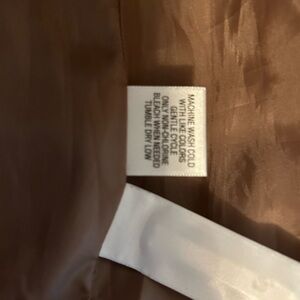 MACHINE WASH COLD
WITH LIKE COLORS
GENTLE CYCLE
ONLY NON-CHLORINE
BLEACH WHEN NEEDED
TUMBLE DRY LOW